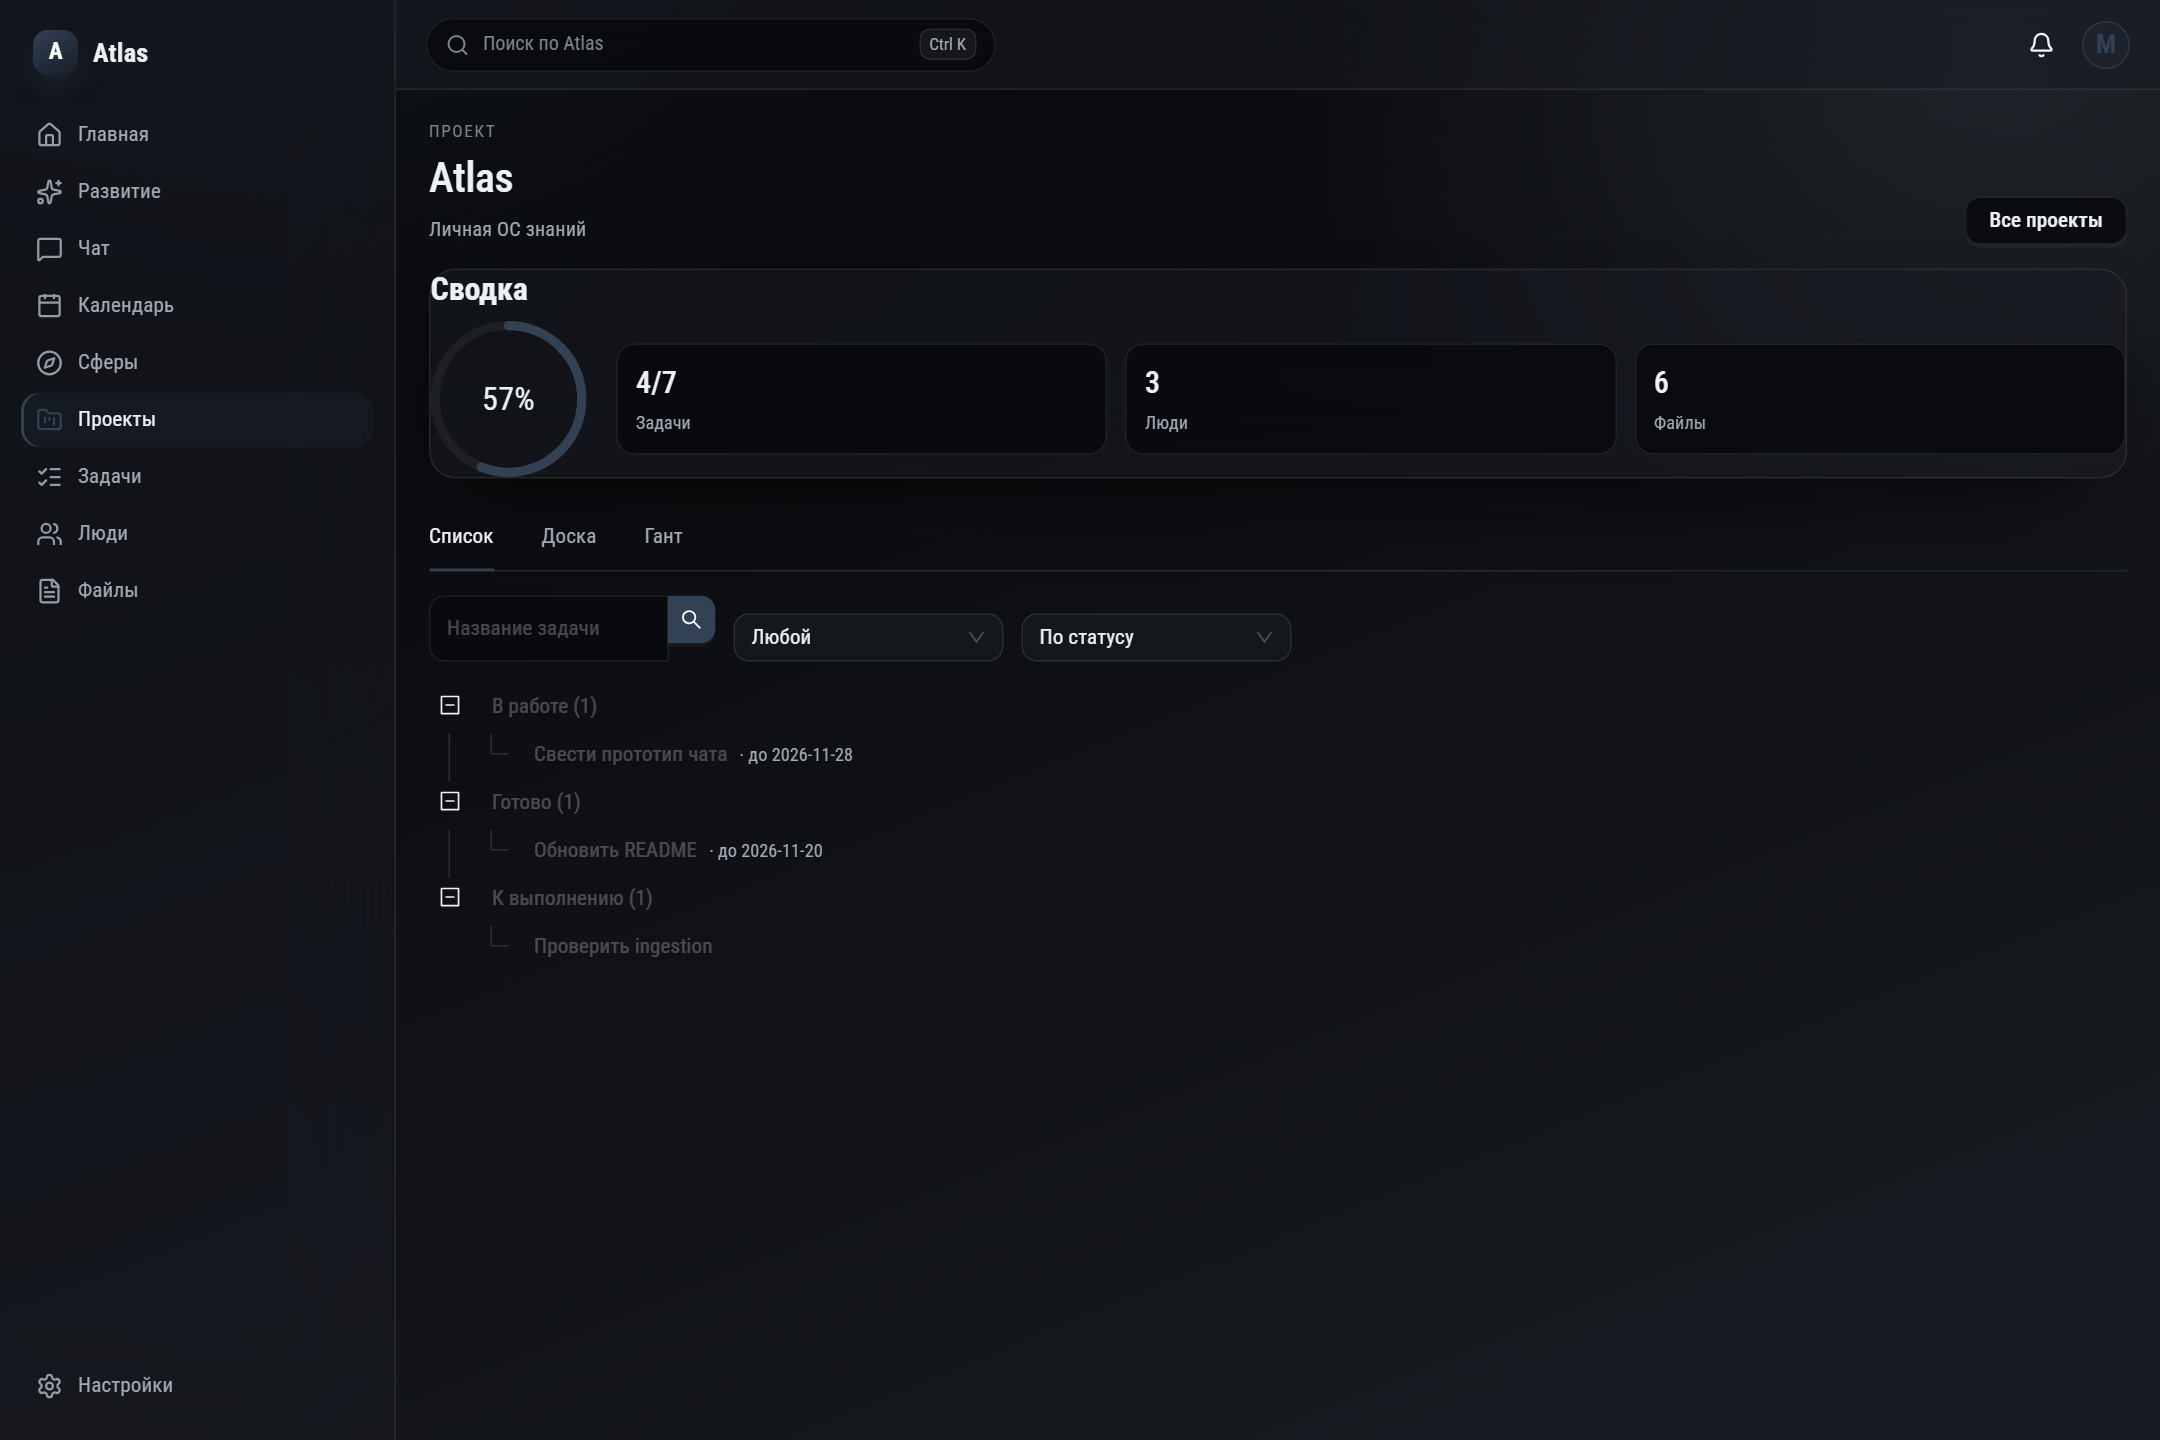 A
Atlas
Главная
Развитие
Чат
Календарь
Сферы
Проекты
Задачи
Люди
Файлы
Настройки
Поиск по Atlas
Ctrl K
M
ПРОЕКТ
Atlas
Личная ОС знаний
Все проекты
Сводка
57%
4/7
Задачи
3
Люди
6
Файлы
Список
Доска
Гант
Название задачи
Любой
По статусу
В работе (1)
Свести прототип чата · до 2026-11-28
Готово (1)
Обновить README · до 2026-11-20
К выполнению (1)
Проверить ingestion